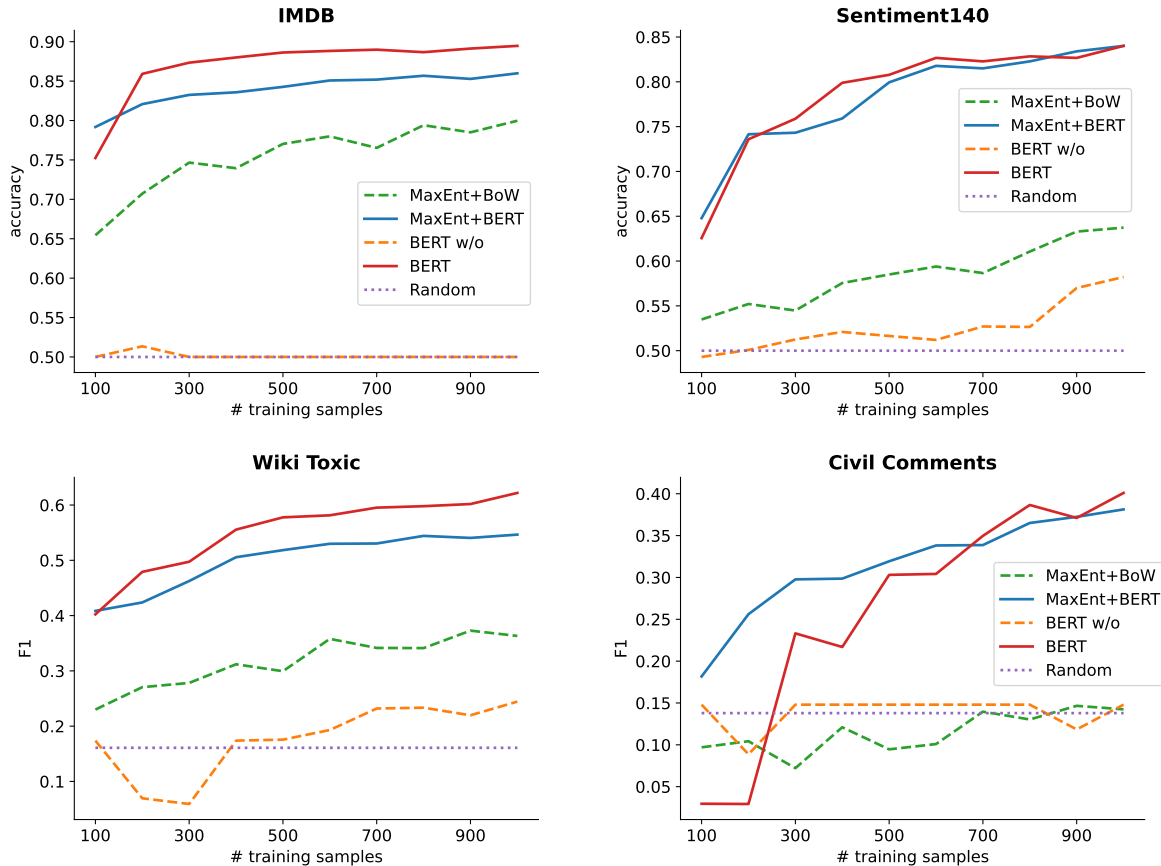 IMDB
0.90
0.85
0.80
0.75
0.70
0.65
0.60
0.55
0.50
accuracy
MaxEnt+BoW
MaxEnt+BERT
BERT w/o
BERT
Random
100 300 500 700 900
# training samples
Sentiment140
0.85
0.80
0.75
0.70
0.65
0.60
0.55
0.50
accuracy
MaxEnt+BoW
MaxEnt+BERT
BERT w/o
BERT
Random
100 300 500 700 900
# training samples
Wiki Toxic
0.6
0.5
0.4
0.3
0.2
0.1
F1
100 300 500 700 900
# training samples
Civil Comments
0.40
0.35
0.30
0.25
0.20
0.15
0.10
0.05
F1
MaxEnt+BoW
MaxEnt+BERT
BERT w/o
BERT
Random
100 300 500 700 900
# training samples